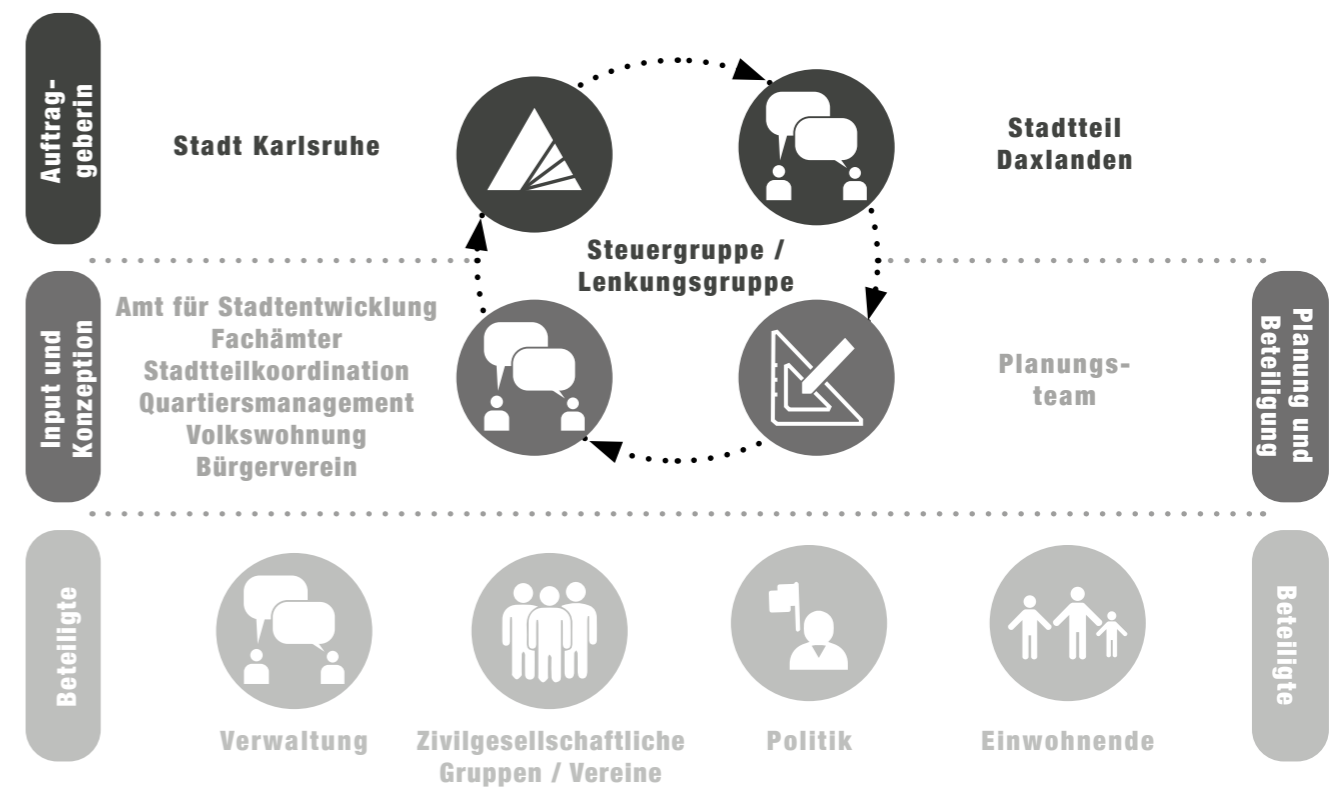 Auftrag-
geberin
Stadt Karlsruhe
Stadtteil
Daxlanden
Steuergruppe /
Lenkungsgruppe
Input und
Konzeption
Amt für Stadtentwicklung
Fachämter
Stadtteilkoordination
Quartiersmanagement
Volkswohnung
Bürgerverein
Planungs-
team
Planung und
Beteiligung
Beteiligte
Verwaltung
Zivilgesellschaftliche
Gruppen / Vereine
Politik
Einwohnende
Beteiligte